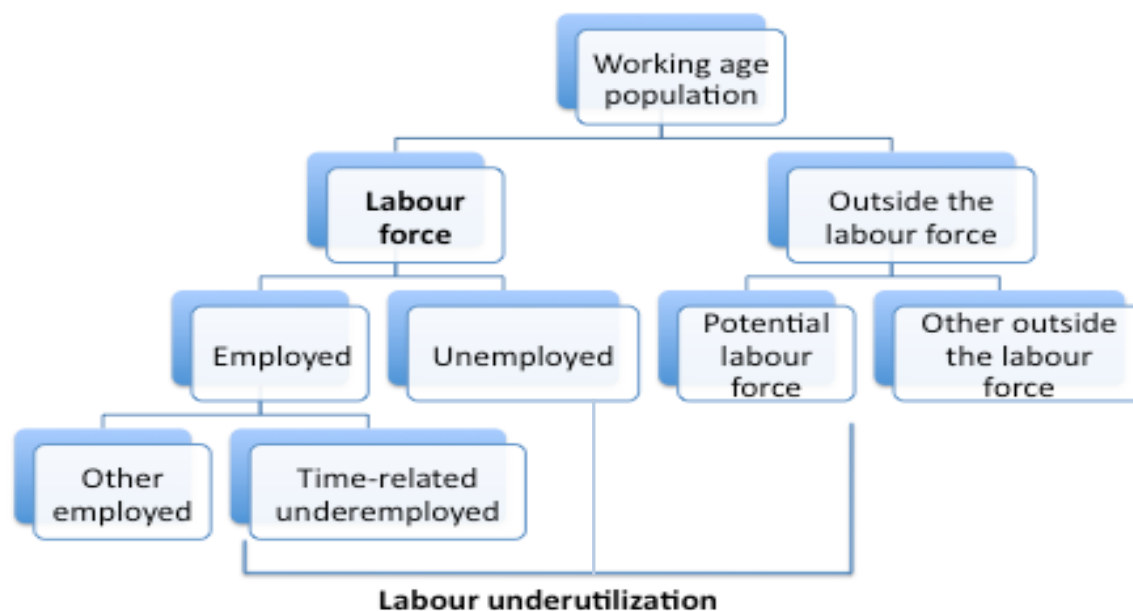 Working age
population
Labour
force
Outside the
labour force
Employed
Unemployed
Potential
labour
force
Other outside
the labour
force
Other
employed
Time-related
underemployed
Labour underutilization